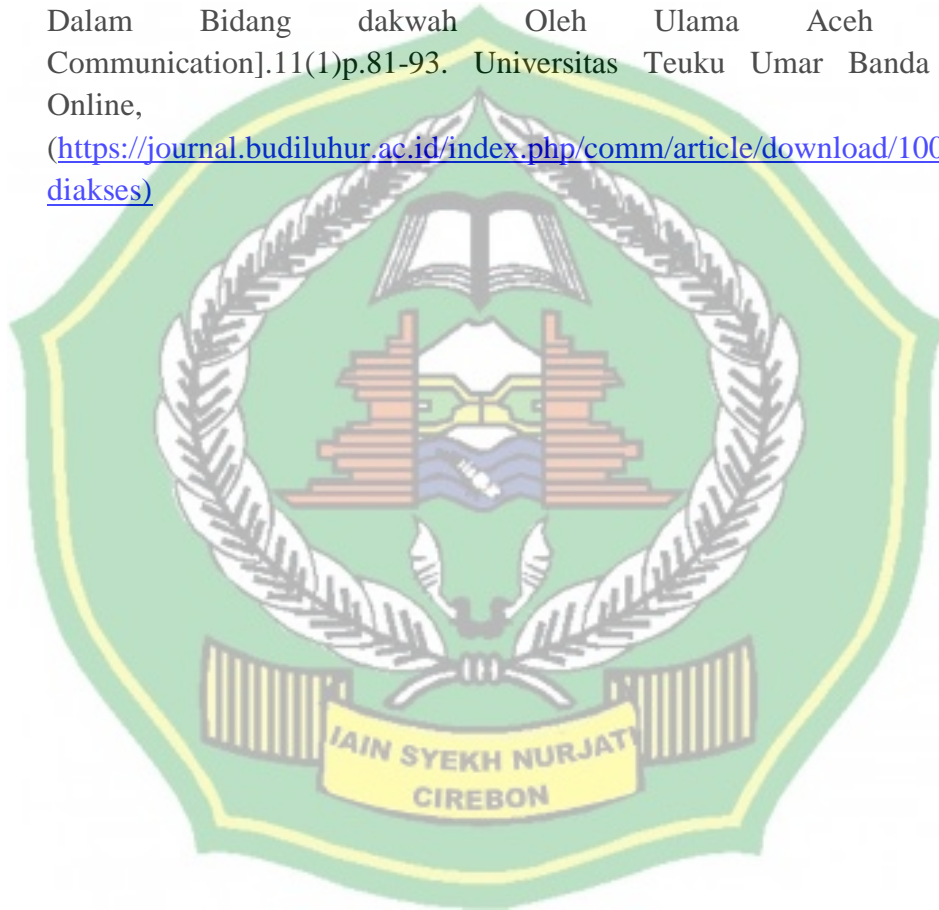 Dalam Bidang dakwah Oleh Ulama Aceh
Communication].11(1)p.81-93. Universitas Teuku Umar Banda
Online,
(https://journal.budiluhur.ac.id/index.php/comm/article/download/100
diakses)
IAIN SYEKH NURJATI
CIREBON